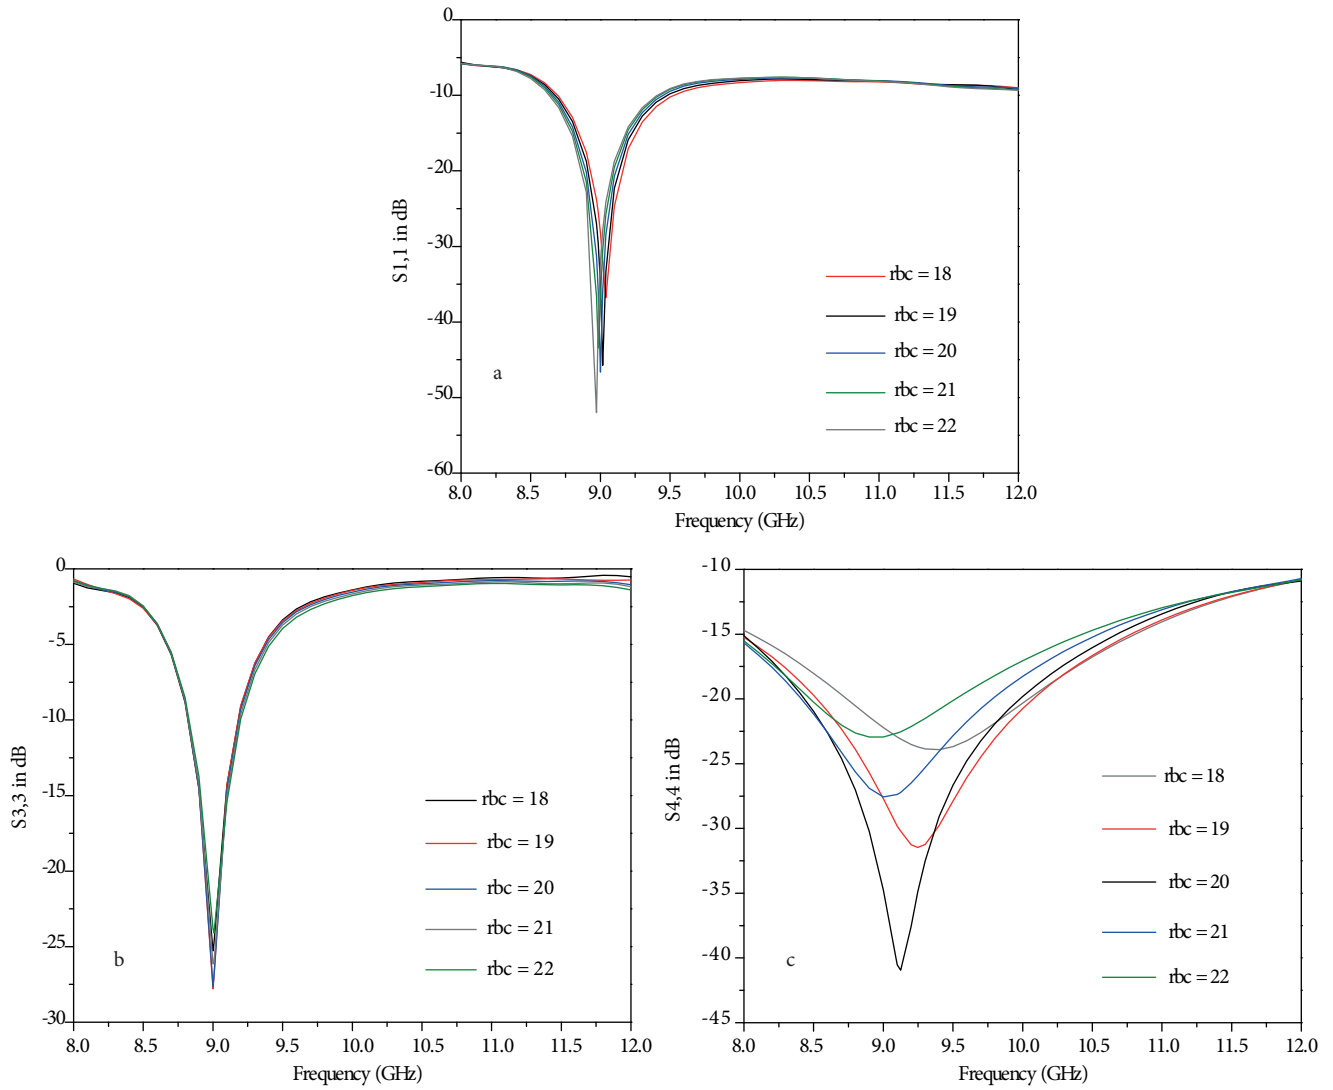 0
-10
-20
-30
-40
-50
-60
S1,1 in dB
rbc = 18
rbc = 19
rbc = 20
rbc = 21
rbc = 22
a
8.0 8.5 9.0 9.5 10.0 10.5 11.0 11.5 12.0
Frequency (GHz)
0
-5
-10
-15
-20
-25
-30
S3,3 in dB
rbc = 18
rbc = 19
rbc = 20
rbc = 21
rbc = 22
b
8.0 8.5 9.0 9.5 10.0 10.5 11.0 11.5 12.0
Frequency (GHz)
-10
-15
-20
-25
-30
-35
-40
-45
S4,4 in dB
rbc = 18
rbc = 19
rbc = 20
rbc = 21
rbc = 22
c
8.0 8.5 9.0 9.5 10.0 10.5 11.0 11.5 12.0
Frequency (GHz)